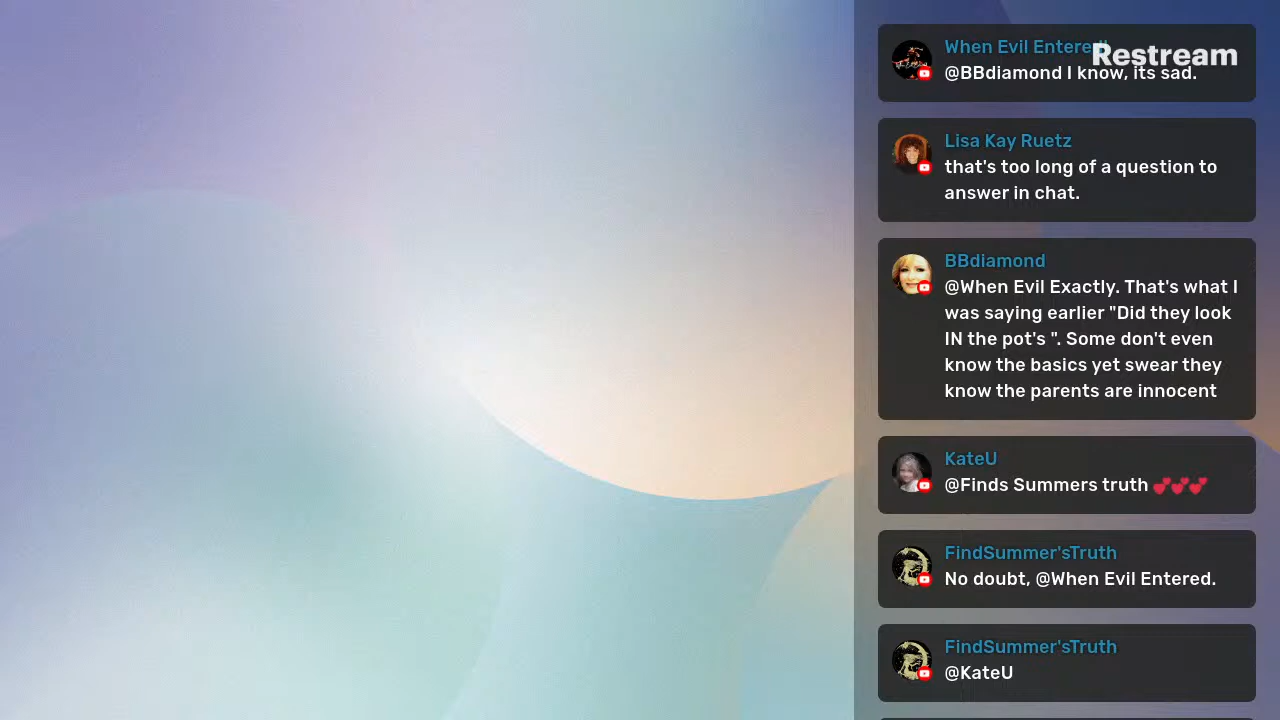 When Evil Entered!
Restream
@BBdiamond I know, its sad.
Lisa Kay Ruetz
that's too long of a question to
answer in chat.
BBdiamond
@When Evil Exactly. That's what I
was saying earlier "Did they look
IN the pot's ". Some don't even
know the basics yet swear they
know the parents are innocent
KateU
@Finds Summers truth 💕💕💕
FindSummer'sTruth
No doubt, @When Evil Entered.
FindSummer'sTruth
@KateU